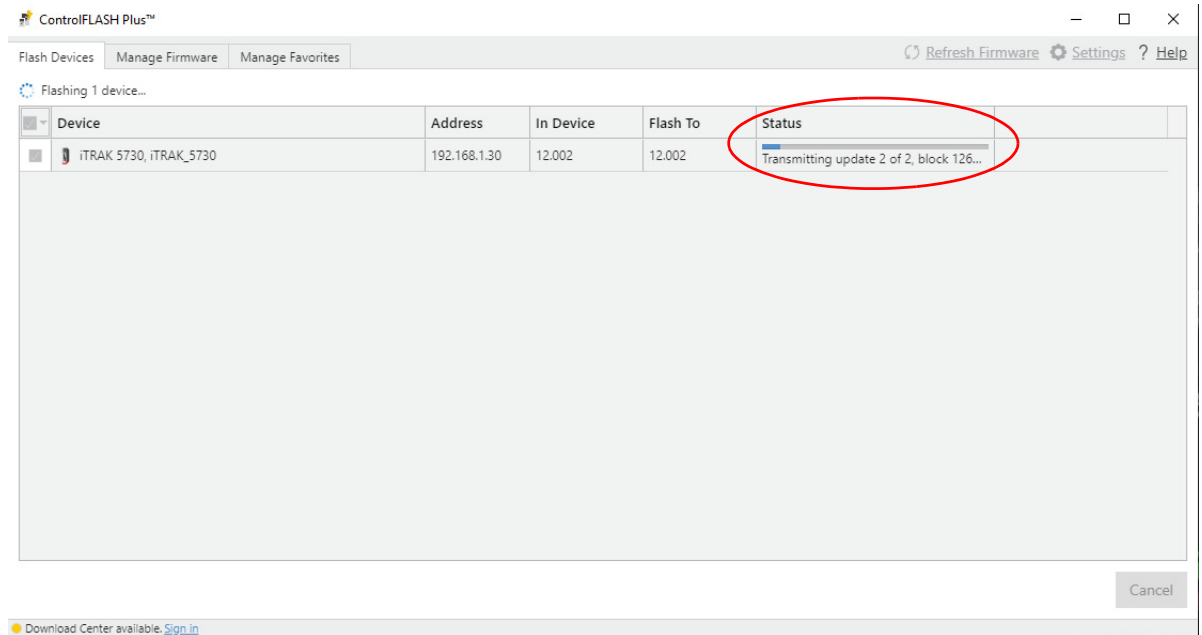 ControlFLASH Plus™
Flash Devices Manage Firmware Manage Favorites Refresh Firmware Settings ? Help
Flashing 1 device...
Device Address In Device Flash To Status
iTRAK 5730, iTRAK_5730 192.168.1.30 12.002 12.002 Transmitting update 2 of 2, block 126...
Cancel
Download Center available. Sign in